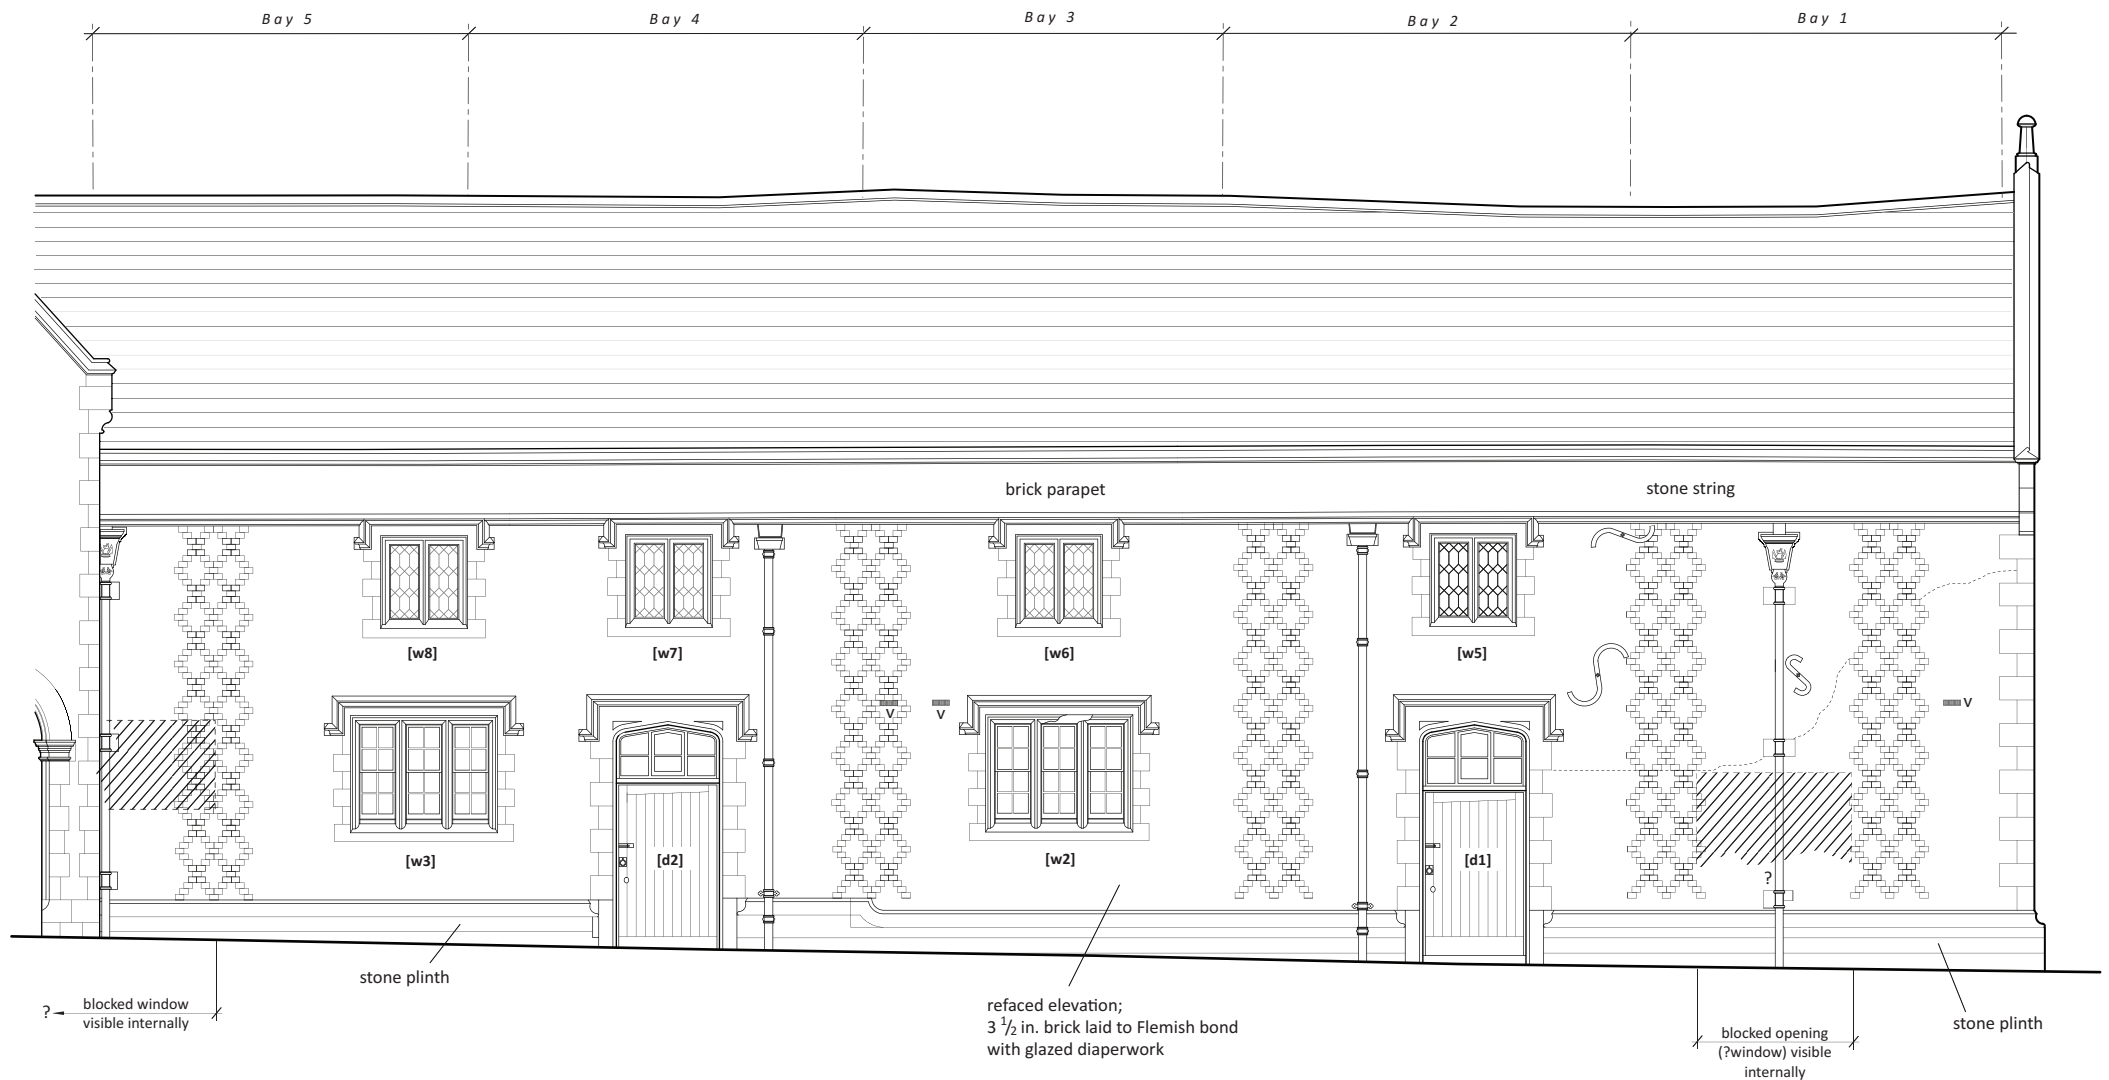 Bay 5
Bay 4
Bay 3
Bay 2
Bay 1
brick parapet
stone string
[w8]
[w7]
[w6]
[w5]
V
V
V
[w3]
[d2]
[w2]
[d1]
?
stone plinth
? blocked window
visible internally
refaced elevation;
3 1/2 in. brick laid to Flemish bond
with glazed diaperwork
blocked opening
(?window) visible
internally
stone plinth